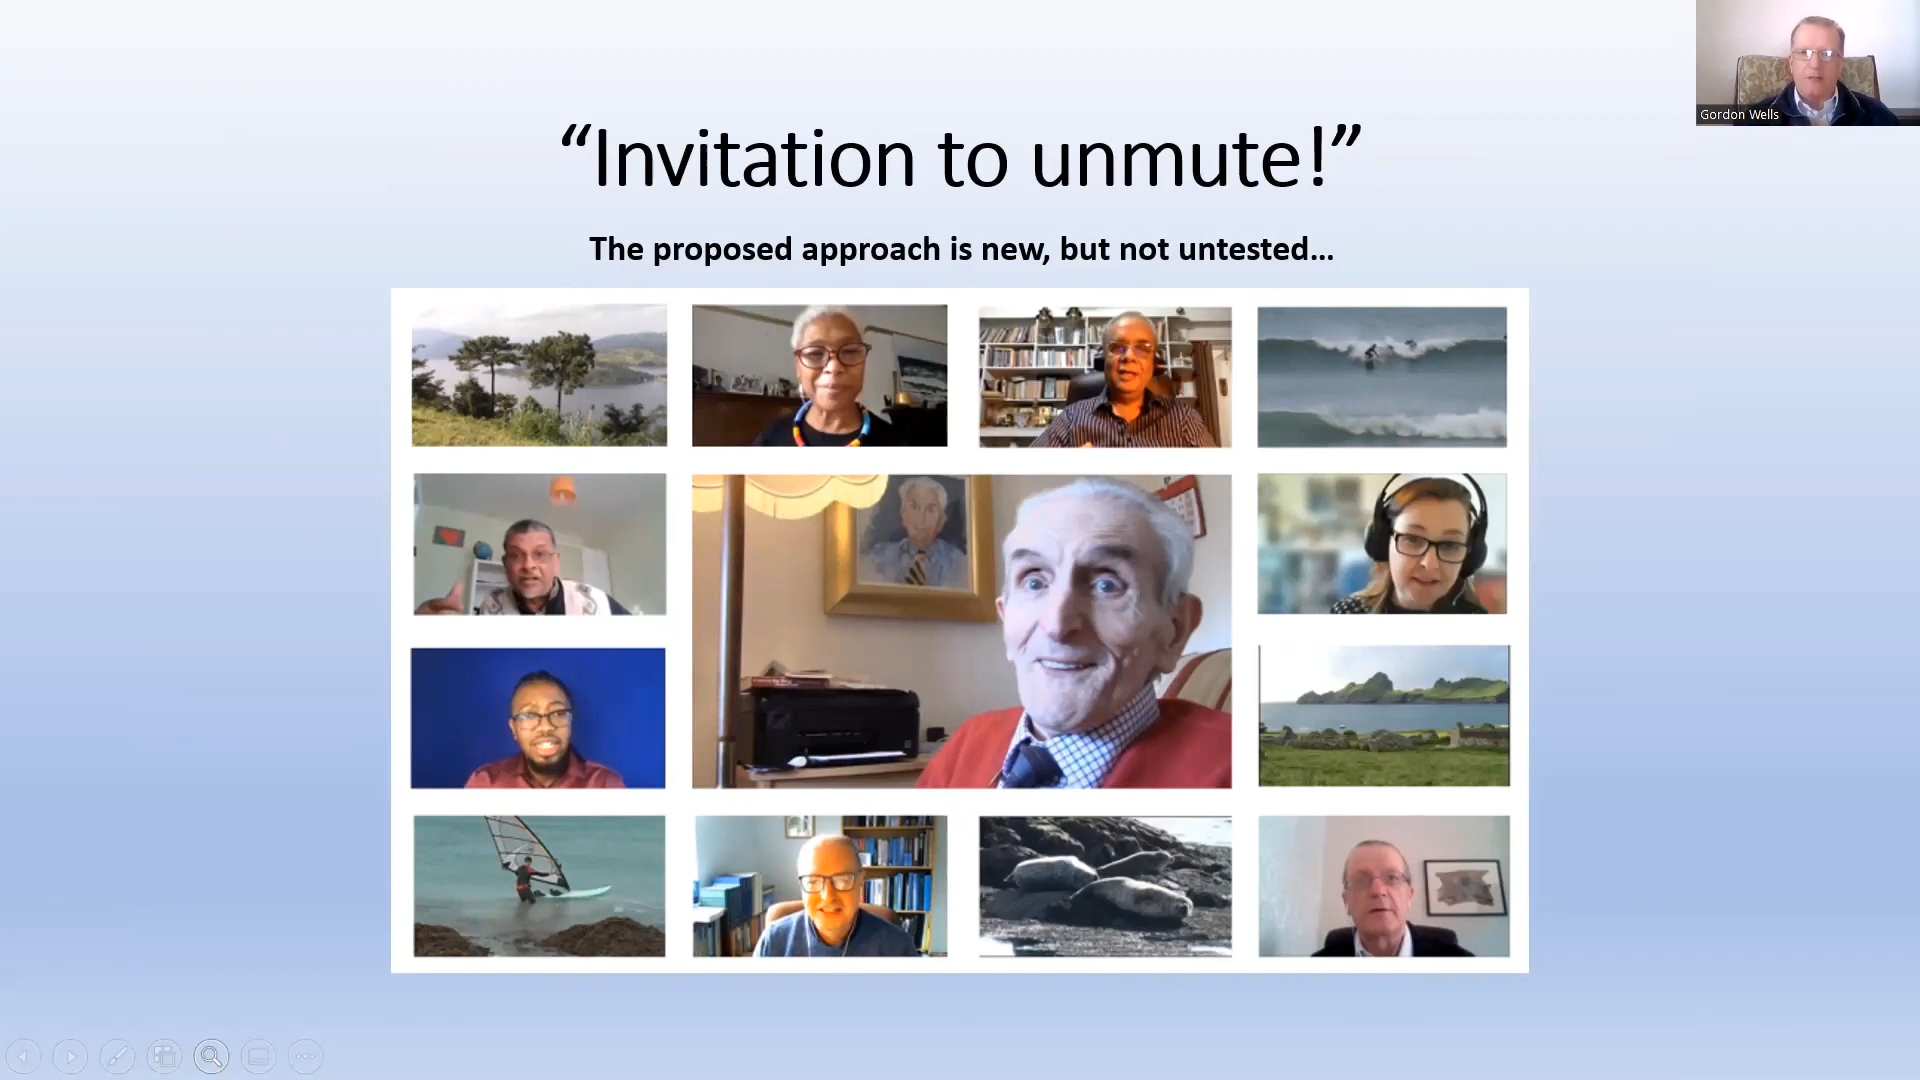 “Invitation to unmute!”
The proposed approach is new, but not untested...
Gordon Wells